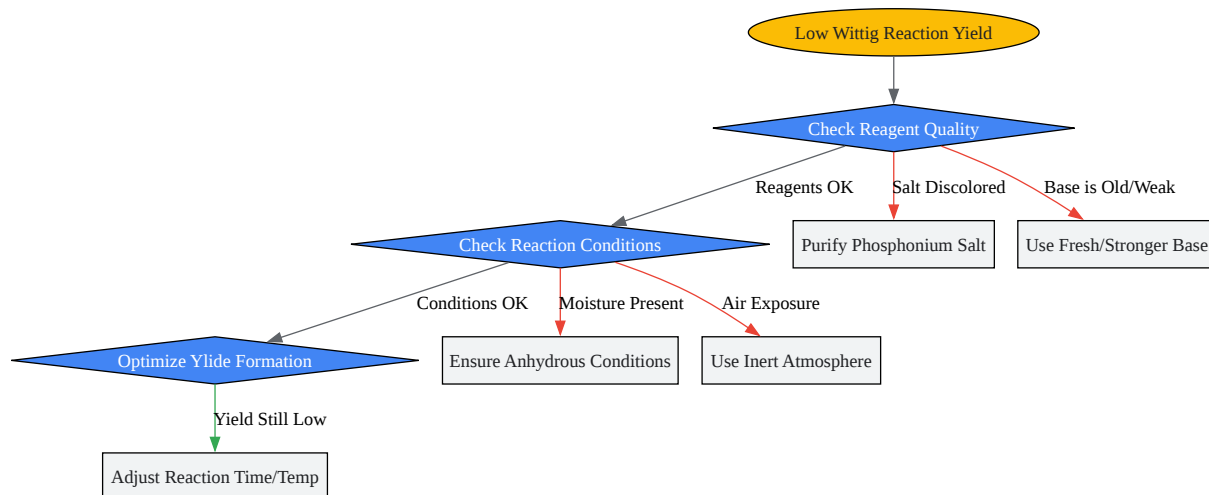 Low Wittig Reaction Yield
Check Reagent Quality
Reagents OK
Salt Discolored
Base is Old/Weak
Check Reaction Conditions
Purify Phosphonium Salt
Use Fresh/Stronger Base
Conditions OK
Moisture Present
Air Exposure
Optimize Ylide Formation
Ensure Anhydrous Conditions
Use Inert Atmosphere
Yield Still Low
Adjust Reaction Time/Temp